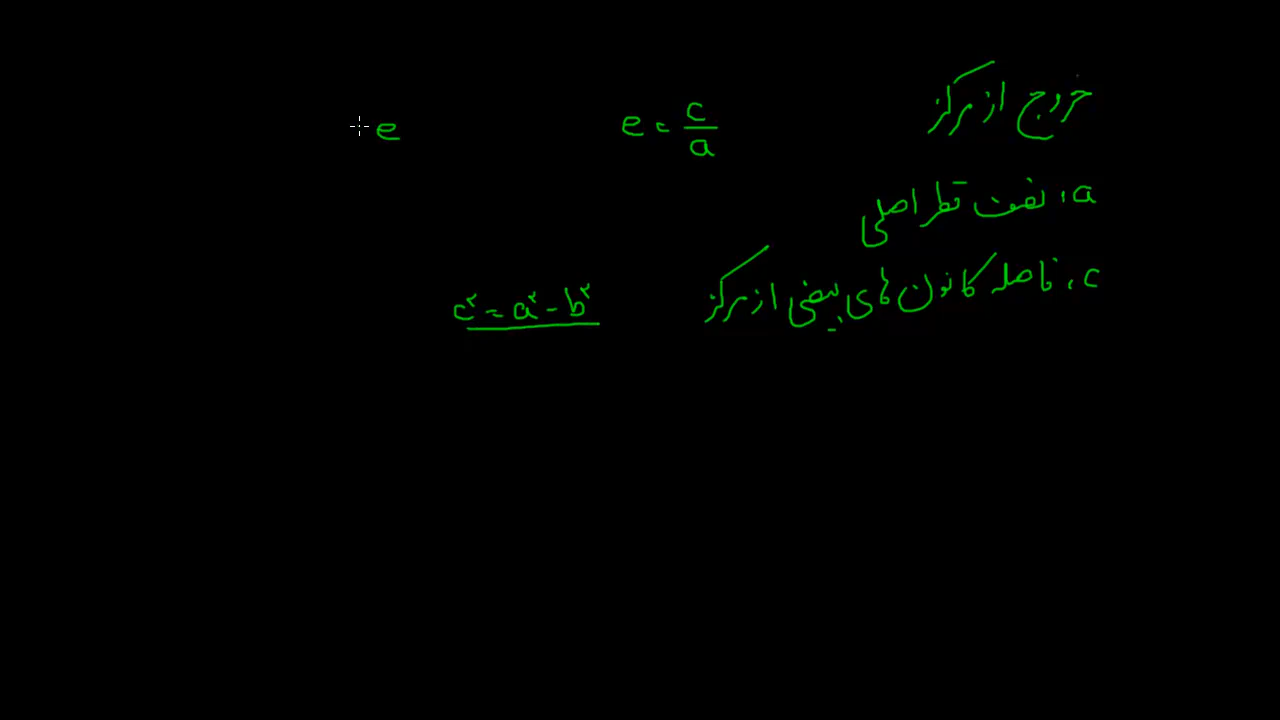 خروج از مرکز e = c/a e
a، نصف قطر اصلی
c، فاصله کانون های بیضی از مرکز c² = a² - b²